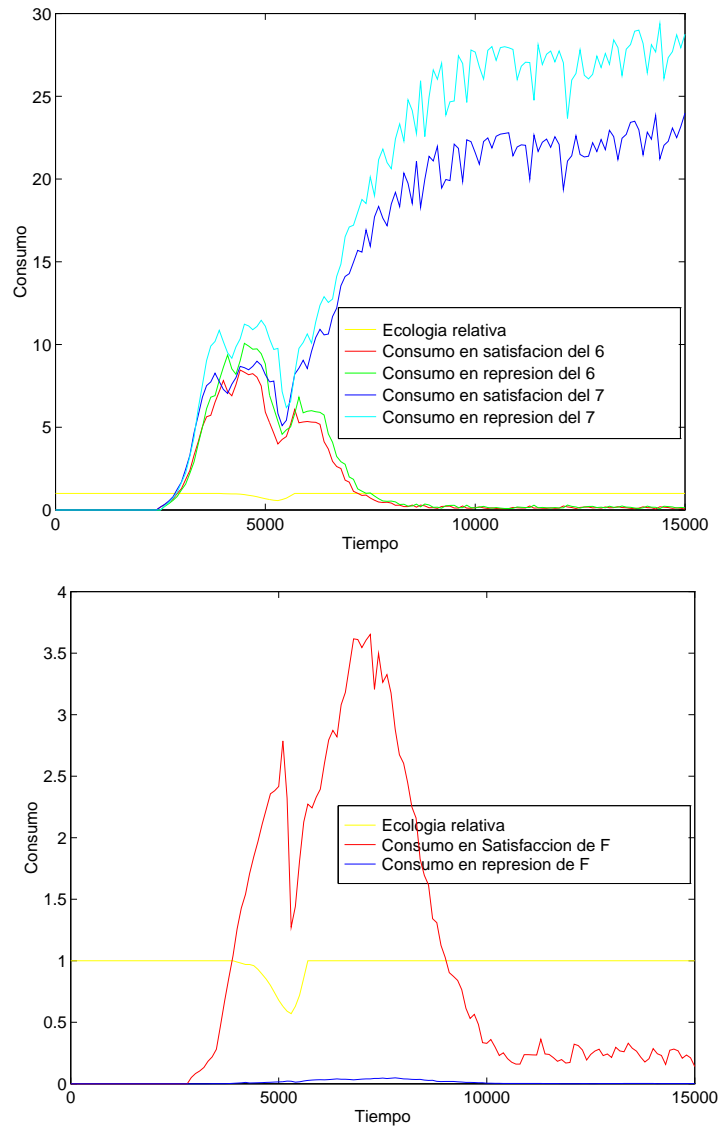 30
25
20
15
10
5
0
Consumo
Ecologia relativa
Consumo en satisfacion del 6
Consumo en represion del 6
Consumo en satisfacion del 7
Consumo en represion del 7
0 5000 10000 15000
Tiempo
4
3.5
3
2.5
2
1.5
1
0.5
0
Consumo
Ecologia relativa
Consumo en Satisfaccion de F
Consumo en represion de F
0 5000 10000 15000
Tiempo